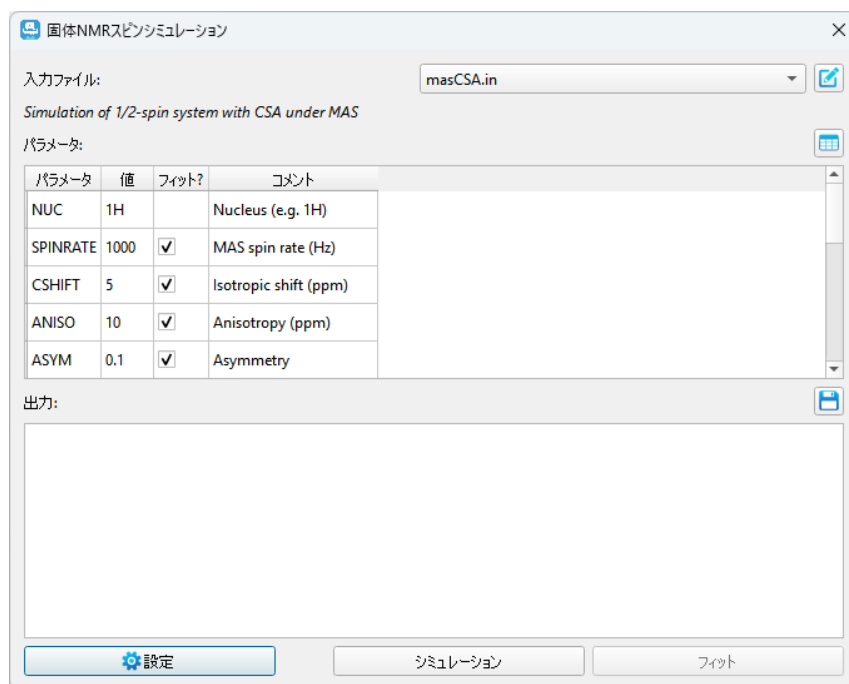 固体NMRスピンシミュレーション
入力ファイル: masCSA.in
Simulation of 1/2-spin system with CSA under MAS
パラメータ:
パラメータ 値 フィット? コメント
NUC 1H Nucleus (e.g. 1H)
SPINRATE 1000 MAS spin rate (Hz)
CSHIFT 5 Isotropic shift (ppm)
ANISO 10 Anisotropy (ppm)
ASYM 0.1 Asymmetry
出力:
設定 シミュレーション フィット